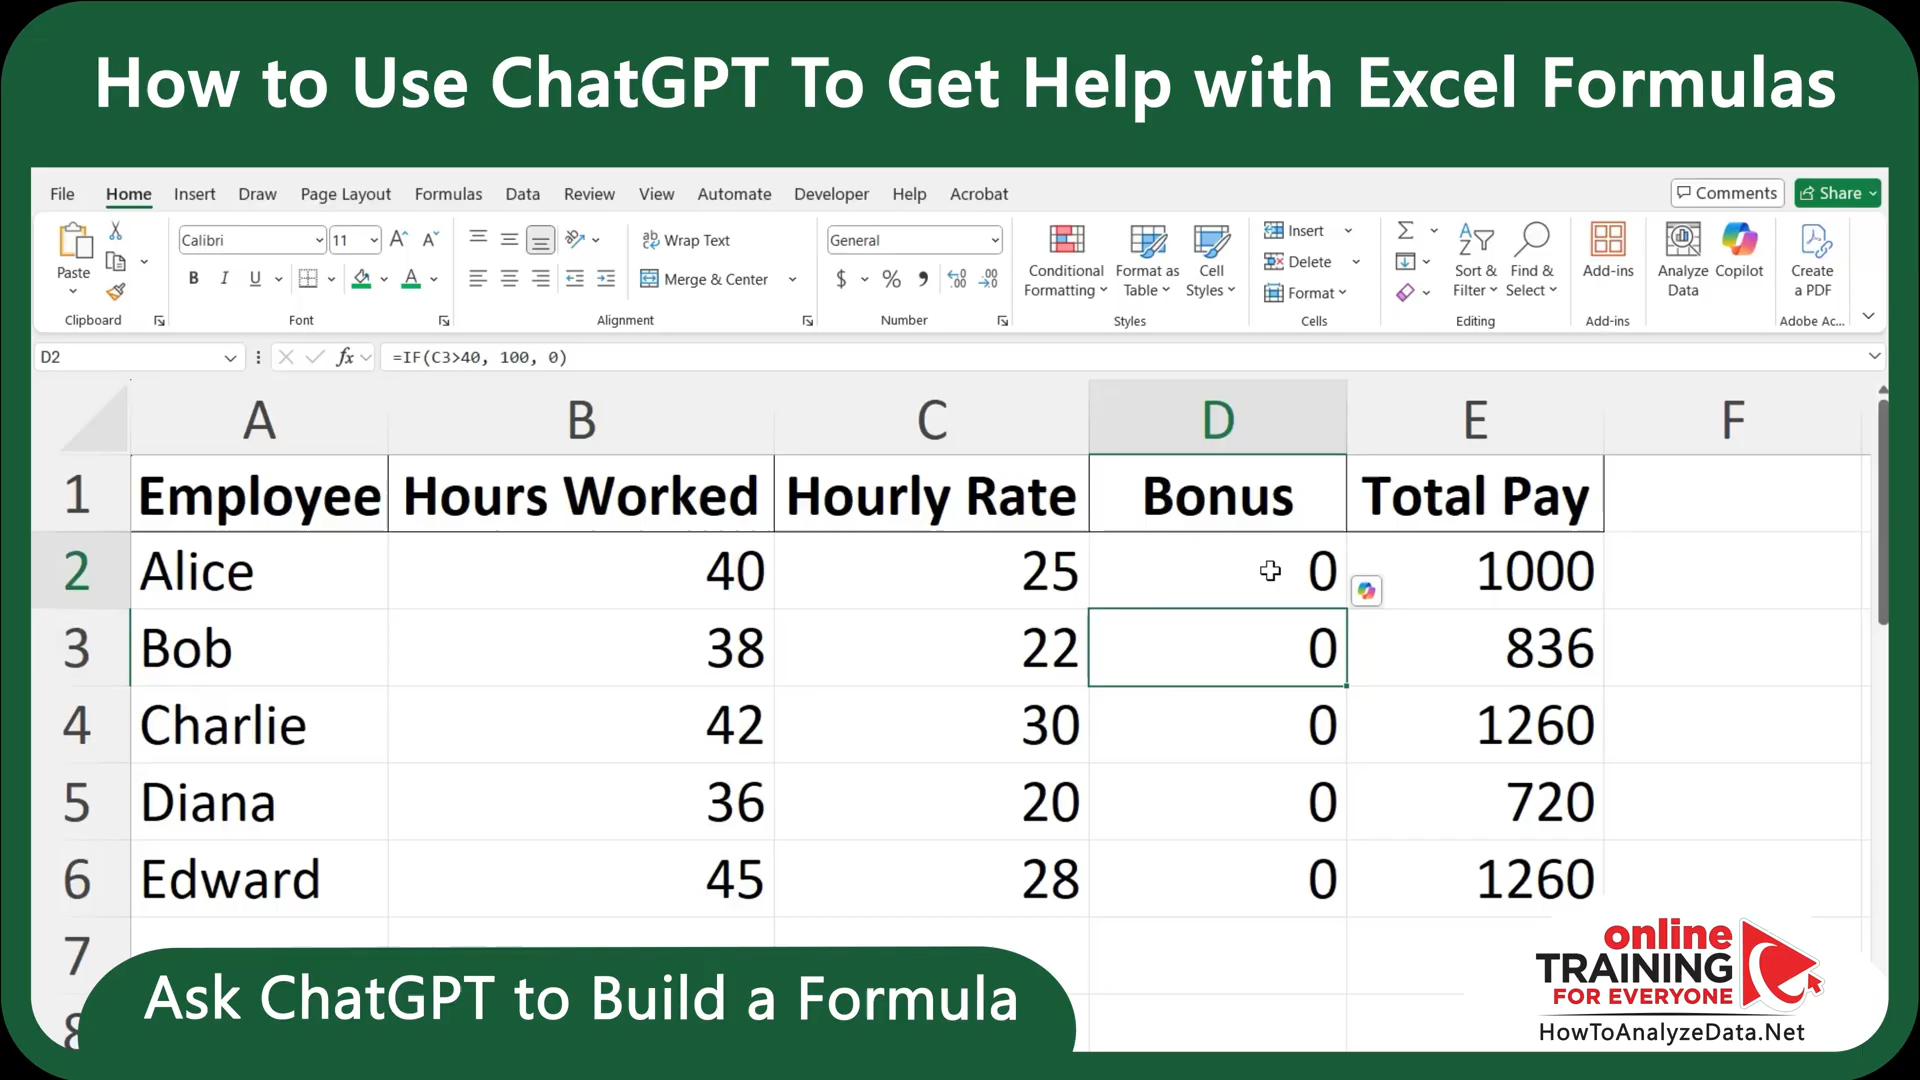 How to Use ChatGPT To Get Help with Excel Formulas
File Home Insert Draw Page Layout Formulas Data Review View Automate Developer Help Acrobat Comments Share
Paste Calibri 11 Wrap Text General Conditional Formatting Format as Table Cell Styles Insert Sort & Filter Find & Select Add-ins Analyze Data Copilot Create a PDF
B I U Merge & Center $ % Delete
Format
Clipboard Font Alignment Number Styles Cells Editing Add-ins Adobe Ac...
D2 fx =IF(C3>40, 100, 0)
A B C D E F
1 Employee Hours Worked Hourly Rate Bonus Total Pay
2 Alice 40 25 0 1000
3 Bob 38 22 0 836
4 Charlie 42 30 0 1260
5 Diana 36 20 0 720
6 Edward 45 28 0 1260
7
8
Ask ChatGPT to Build a Formula
online
TRAINING
FOR EVERYONE
HowToAnalyzeData.Net